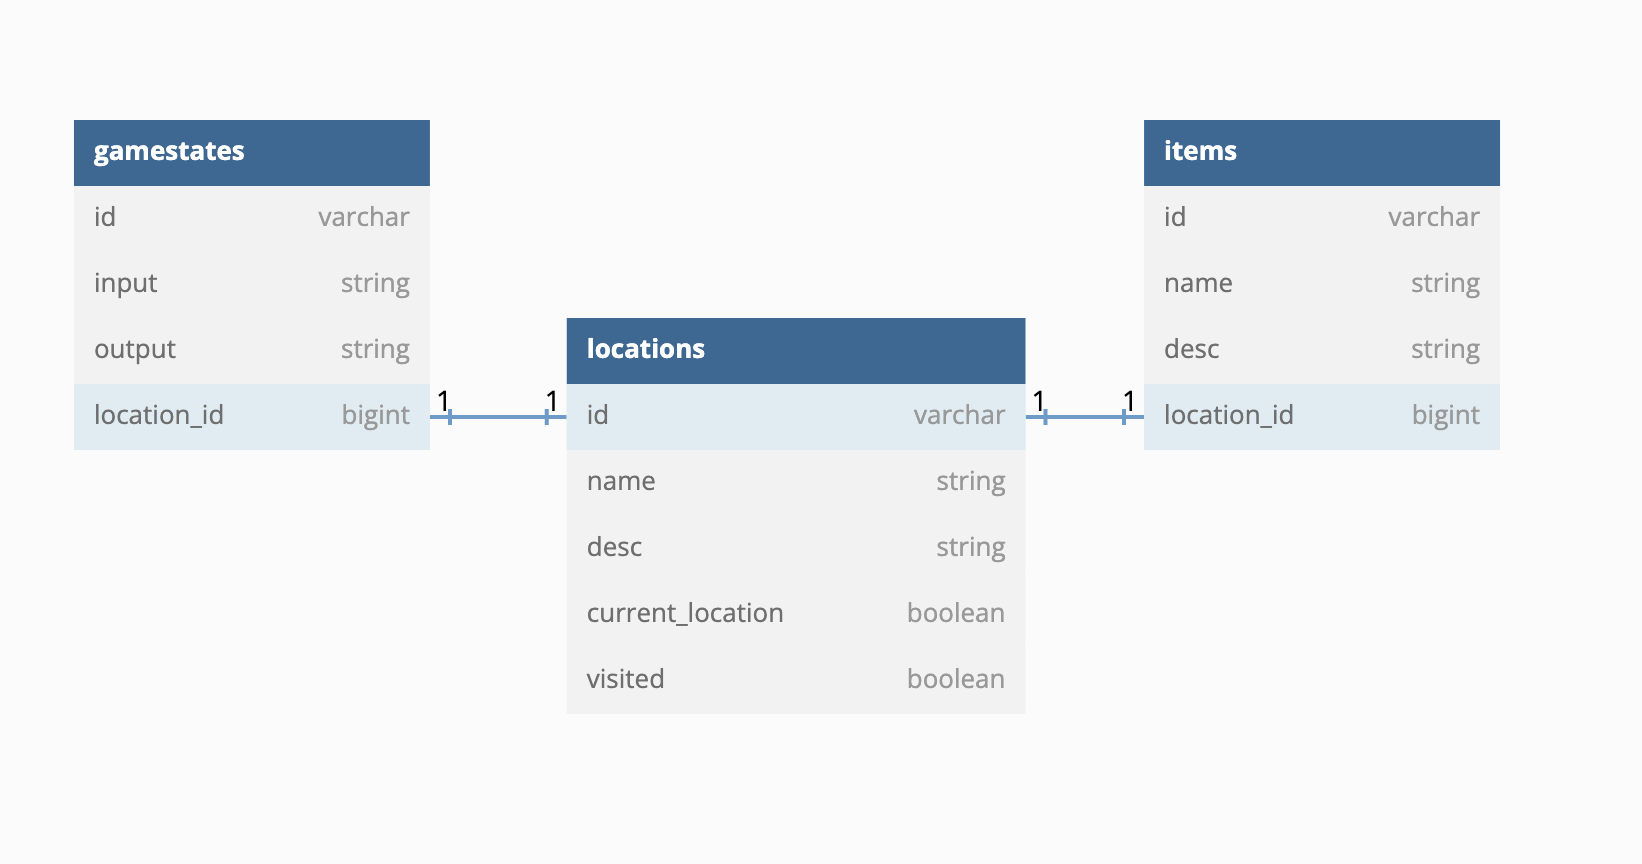 gamestates
id varchar
input string
output string
location_id bigint
1 1
locations
id varchar
name string
desc string
current_location boolean
visited boolean
1 1
items
id varchar
name string
desc string
location_id bigint